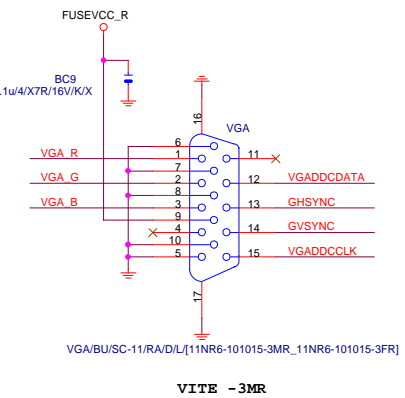 FUSEVCC_R
BC9
.1u/4/X7R/16V/K/X
16
VGA
6
VGA_R 1 11
7
VGA_G 2 12 VGADDCDATA
8
VGA_B 3 13 GHSYNC
9
4 14 GVSYNC
10
5 15 VGADDCCLK
17
VGA/BU/SC-11/RA/D/L/[11NR6-101015-3MR_11NR6-101015-3FR]
VITE -3MR